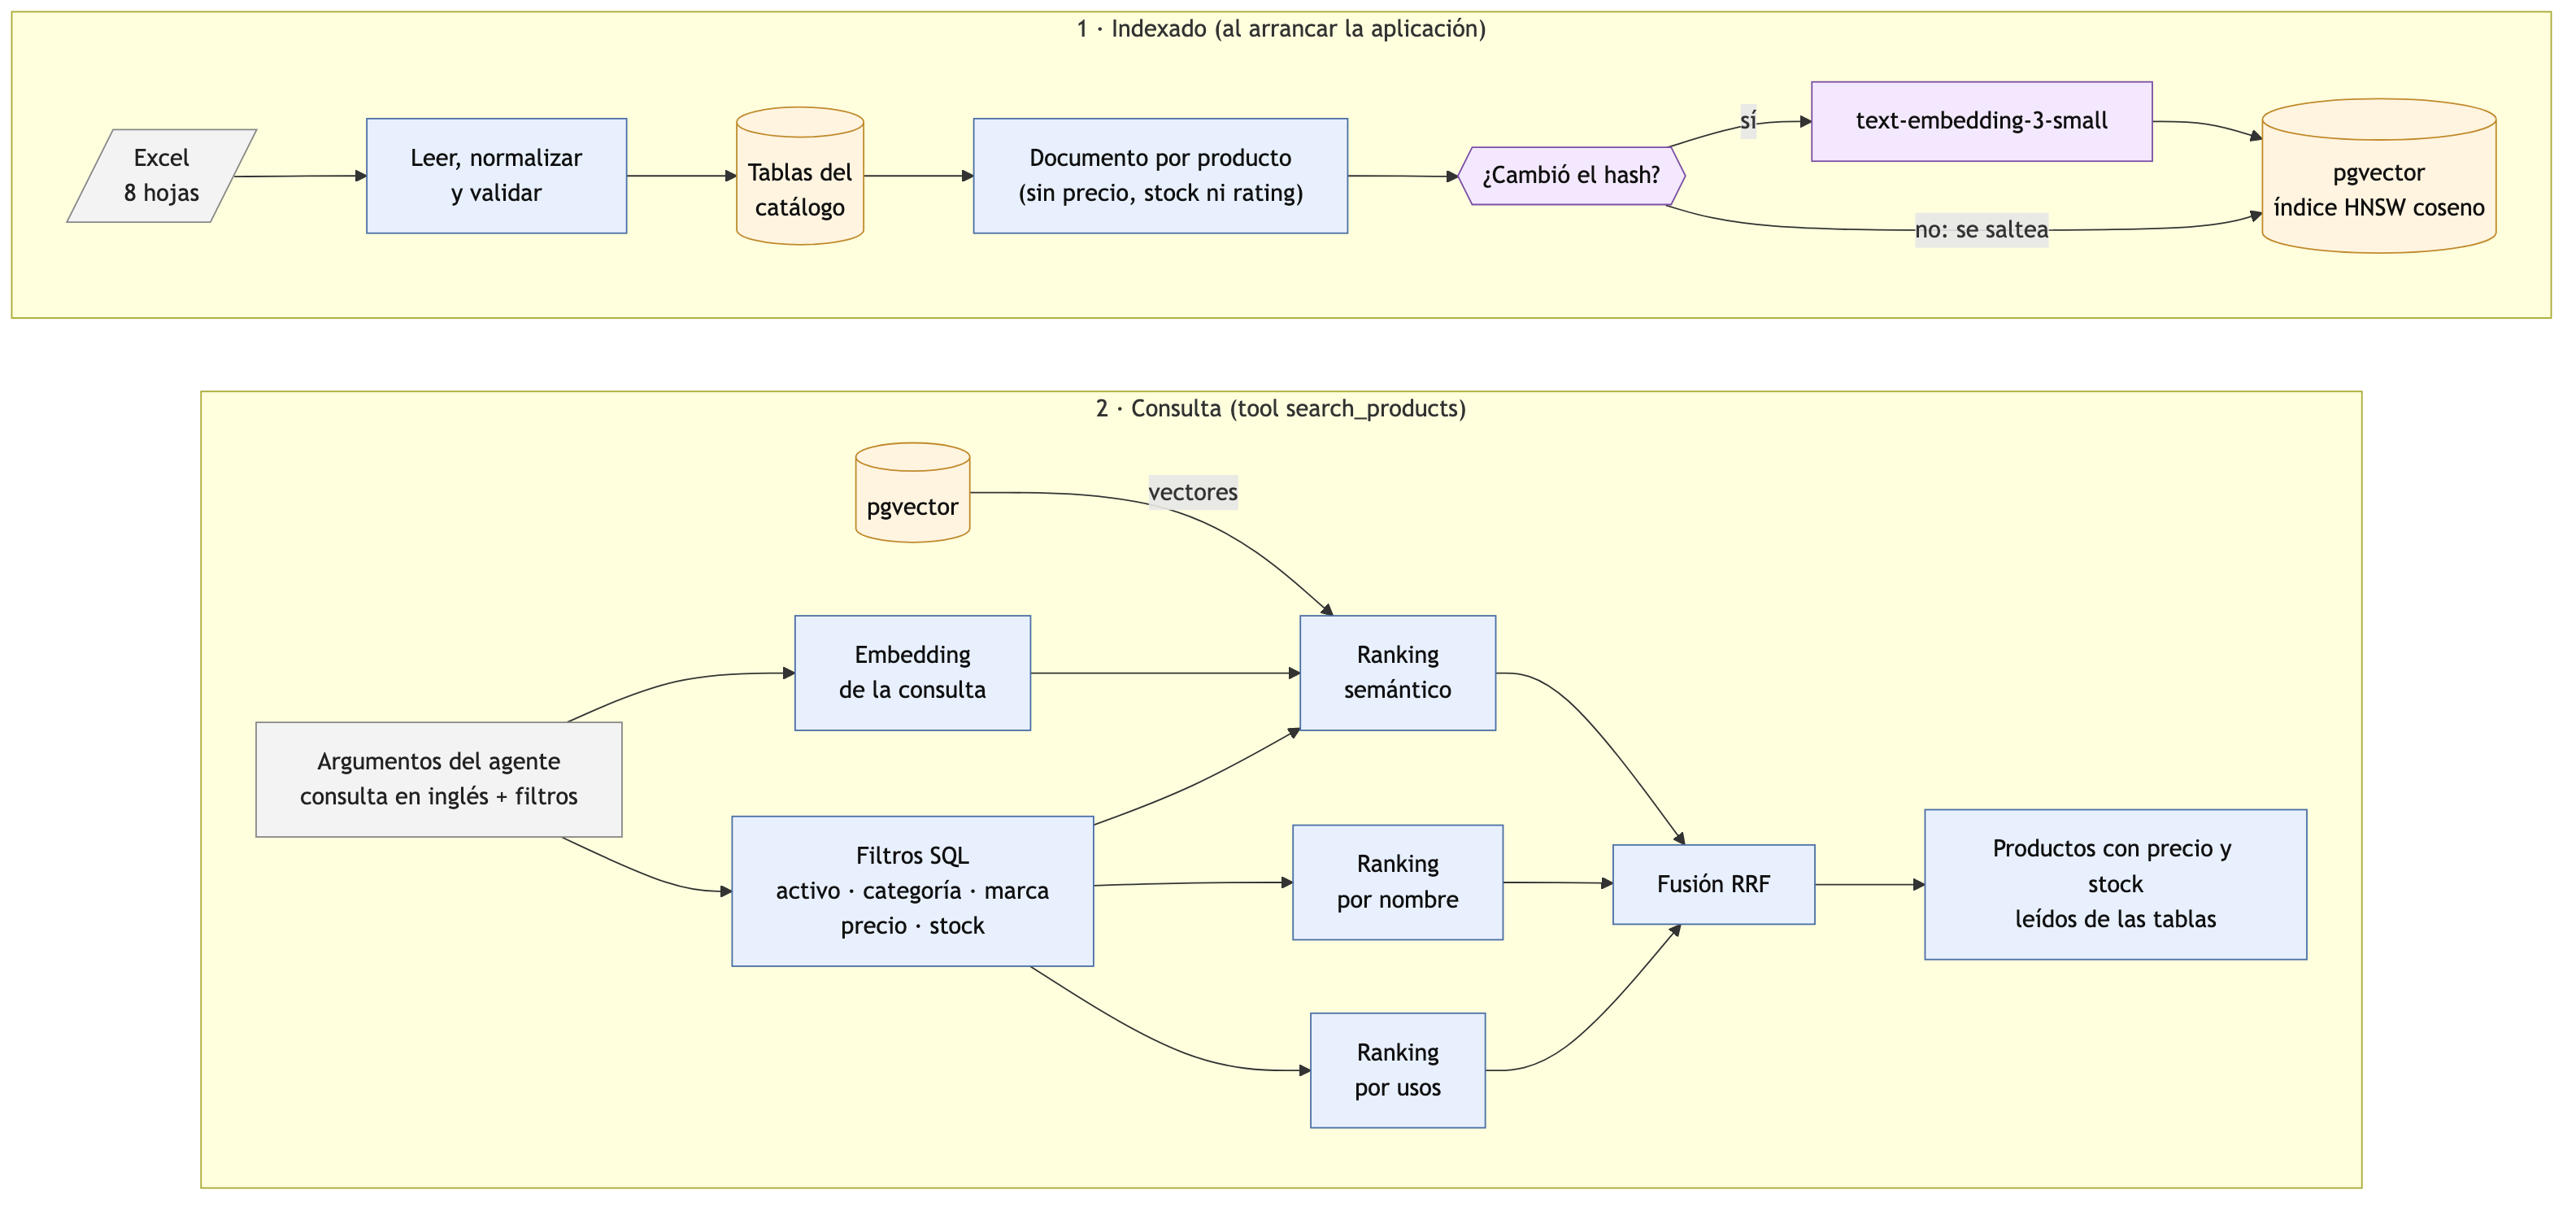 1 · Indexado (al arrancar la aplicación)
Excel
8 hojas
Leer, normalizar
y validar
Tablas del
catálogo
Documento por producto
(sin precio, stock ni rating)
¿Cambió el hash?
sí
no: se saltea
text-embedding-3-small
pgvector
índice HNSW coseno
2 · Consulta (tool search_products)
pgvector
vectores
Argumentos del agente
consulta en inglés + filtros
Embedding
de la consulta
Filtros SQL
activo · categoría · marca
precio · stock
Ranking
semántico
Ranking
por nombre
Ranking
por usos
Fusión RRF
Productos con precio y
stock
leídos de las tablas